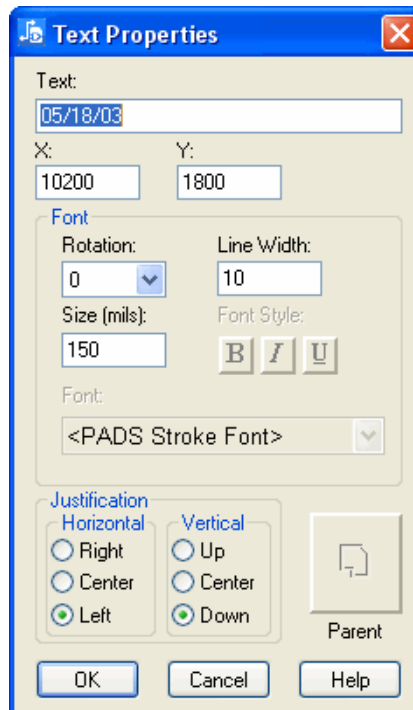 Text Properties
Text:
05/18/03
X: Y:
10200 1800
Font
Rotation: Line Width:
0 10
Size (mils): Font Style:
150 B I U
Font:
<PADS Stroke Font>
Justification
Horizontal Vertical
Right Up
Center Center
Left Down
Parent
OK Cancel Help